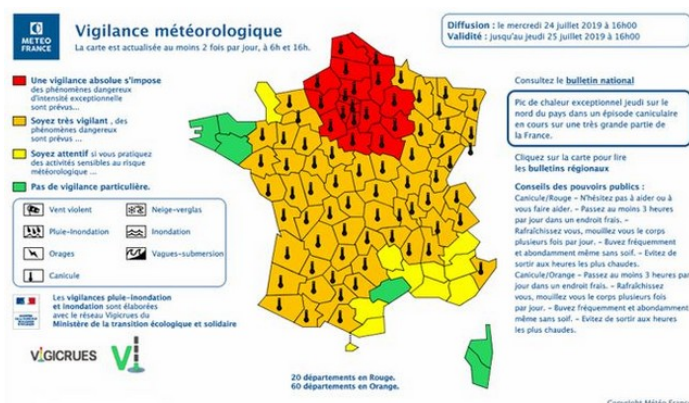 METEO
FRANCE
Vigilance météorologique
La carte est actualisée au moins 2 fois par jour, à 6h et 16h.
Diffusion : le mercredi 24 juillet 2019 à 16h00
Validité : jusqu'au jeudi 25 juillet 2019 à 16h00
Une vigilance absolue s'impose
des phénomènes dangereux
d'intensité exceptionnelle
sont prévus...
Soyez très vigilant , des
phénomènes dangereux
sont prévus ...
Soyez attentif si vous pratiquez
des activités sensibles au risque
météorologique ...
Pas de vigilance particulière.
Vent violent
Neige-verglas
Pluie-Inondation
Inondation
Orages
Vagues-submersion
Canicule
Les vigilances pluie-inondation
et inondation sont élaborées
avec le réseau Vigicrues du
Ministère de la transition écologique et solidaire
VIGICRUES
20 départements en Rouge.
60 départements en Orange.
Consultez le bulletin national
Pic de chaleur exceptionnel jeudi sur le
nord du pays dans un épisode caniculaire
en cours sur une très grande partie de
la France.
Cliquez sur la carte pour lire
les bulletins régionaux
Conseils des pouvoirs publics :
Canicule/Rouge - N'hésitez pas à aider ou à
vous faire aider. - Passez au moins 3 heures
par jour dans un endroit frais. -
Rafraîchissez vous, mouillez vous le corps
plusieurs fois par jour. - Buvez fréquemment
et abondamment même sans soif. - Evitez de
sortir aux heures les plus chaudes.
Canicule/Orange - Passez au moins 3 heures par
jour dans un endroit frais. - Rafraîchissez
vous, mouillez vous le corps plusieurs fois
par jour. - Buvez fréquemment et abondamment
même sans soif. - Evitez de sortir aux heures
les plus chaudes.
Copyright Météo France